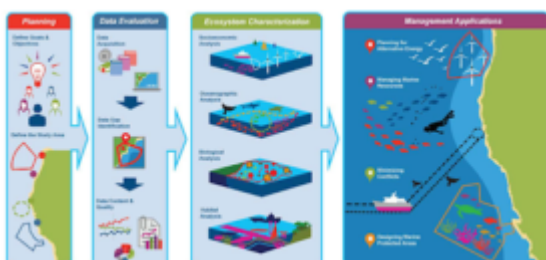 Planning
Define Goals &
Objectives
Define the Study Area
Data Evaluation
Data
Acquisition
Data Gap
Identification
Data Content &
Quality
Ecosystem Characterization
Socioeconomic
Analysis
Oceanographic
Analysis
Biological
Analysis
Habitat
Analysis
Management Applications
Planning for
Alternative Energy
Managing Marine
Resources
Minimizing
Conflicts
Designing Marine
Protected Areas